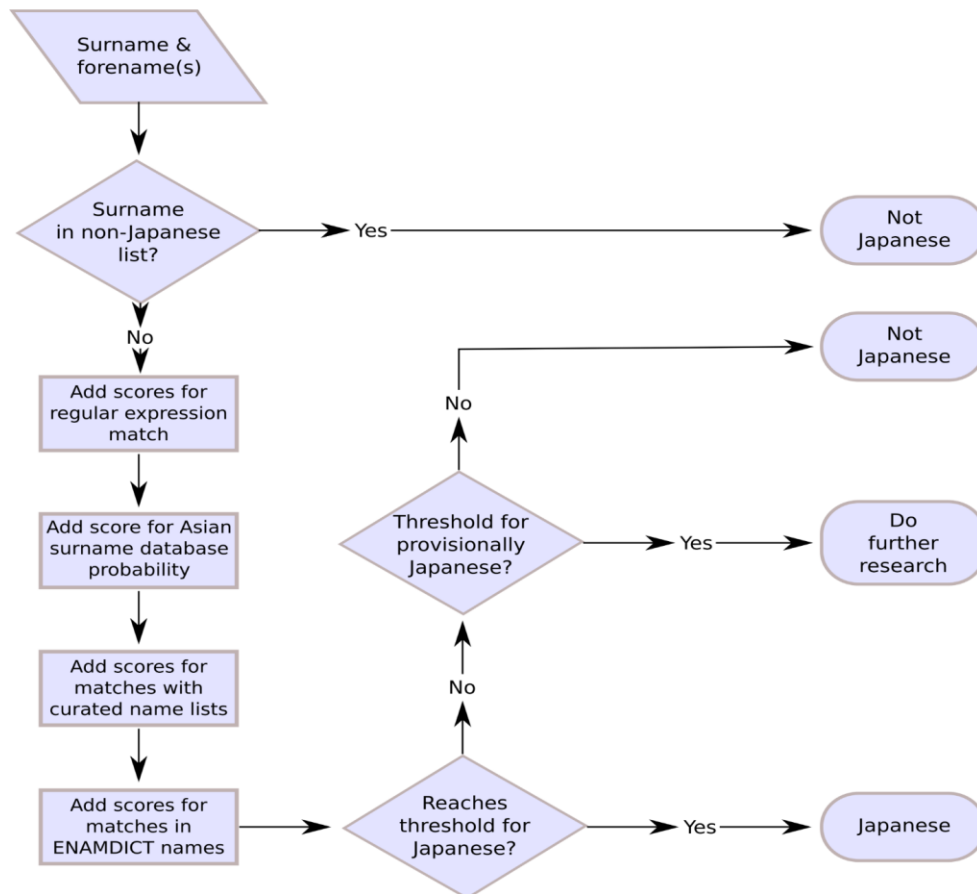 Surname &
forename(s)
Surname
in non-Japanese
list?
Yes
Not
Japanese
No
Add scores for
regular expression
match
Add score for Asian
surname database
probability
Add scores for
matches with
curated name lists
Add scores for
matches in
ENAMDICT names
Reaches
threshold for
Japanese?
Yes
Japanese
No
Threshold for
provisionally
Japanese?
Yes
Do
further
research
No
Not
Japanese